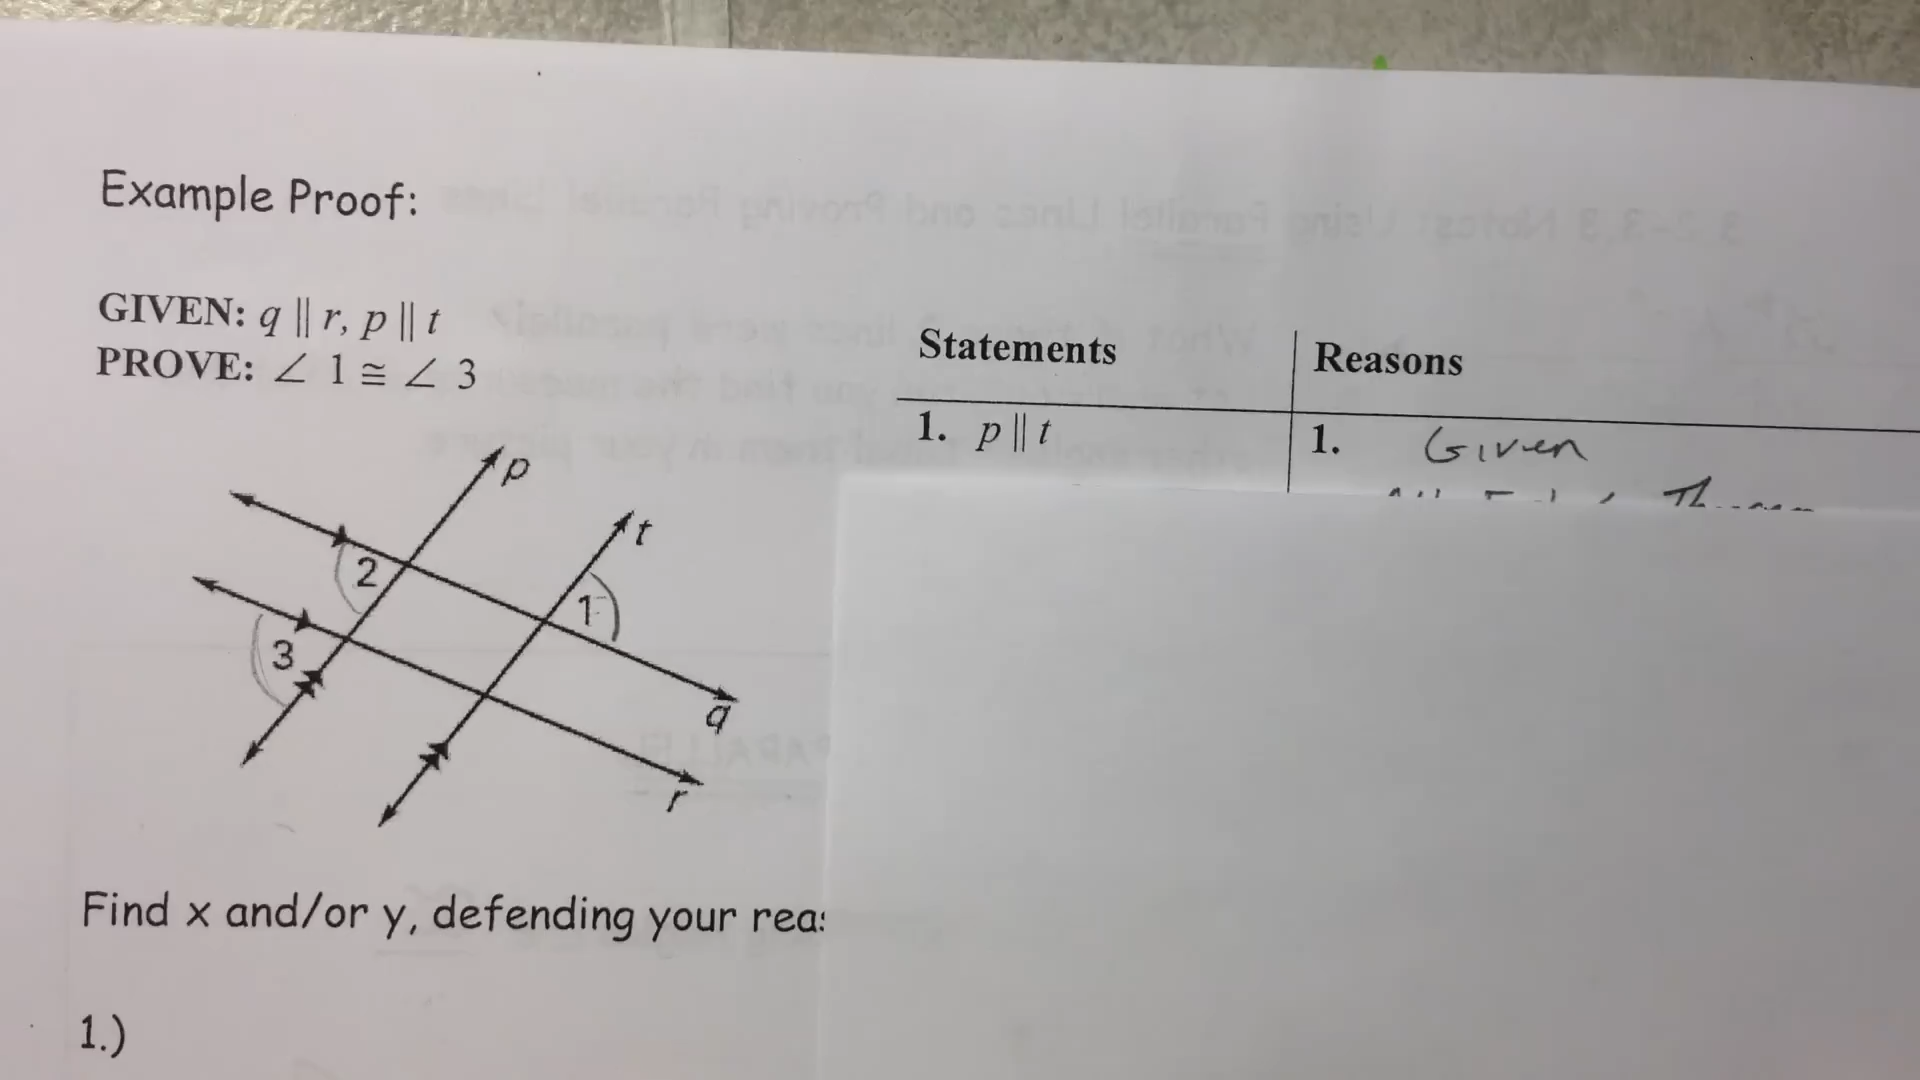 Example Proof:
GIVEN: q || r, p || t
PROVE: ∠ 1 ≅ ∠ 3
Statements
Reasons
1. p || t
1. Given
p
t
2
1
3
q
r
Find x and/or y, defending your
1.)